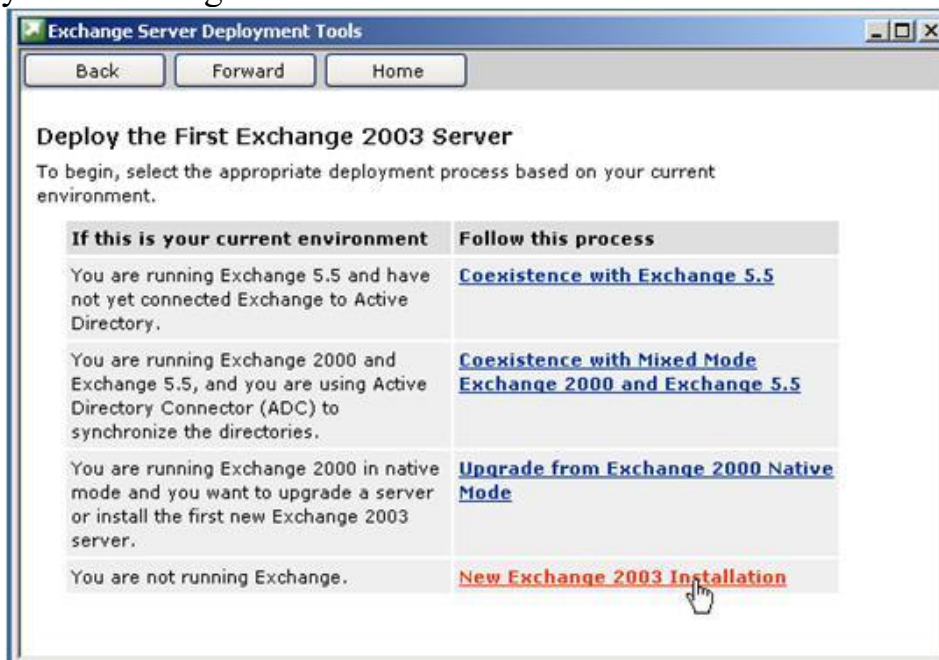 Exchange Server Deployment Tools
Back Forward Home
Deploy the First Exchange 2003 Server
To begin, select the appropriate deployment process based on your current
environment.
If this is your current environment Follow this process
You are running Exchange 5.5 and have
not yet connected Exchange to Active
Directory.
Coexistence with Exchange 5.5
You are running Exchange 2000 and
Exchange 5.5, and you are using Active
Directory Connector (ADC) to
synchronize the directories.
Coexistence with Mixed Mode
Exchange 2000 and Exchange 5.5
You are running Exchange 2000 in native
mode and you want to upgrade a server
or install the first new Exchange 2003
server.
Upgrade from Exchange 2000 Native
Mode
You are not running Exchange.
New Exchange 2003 Installation